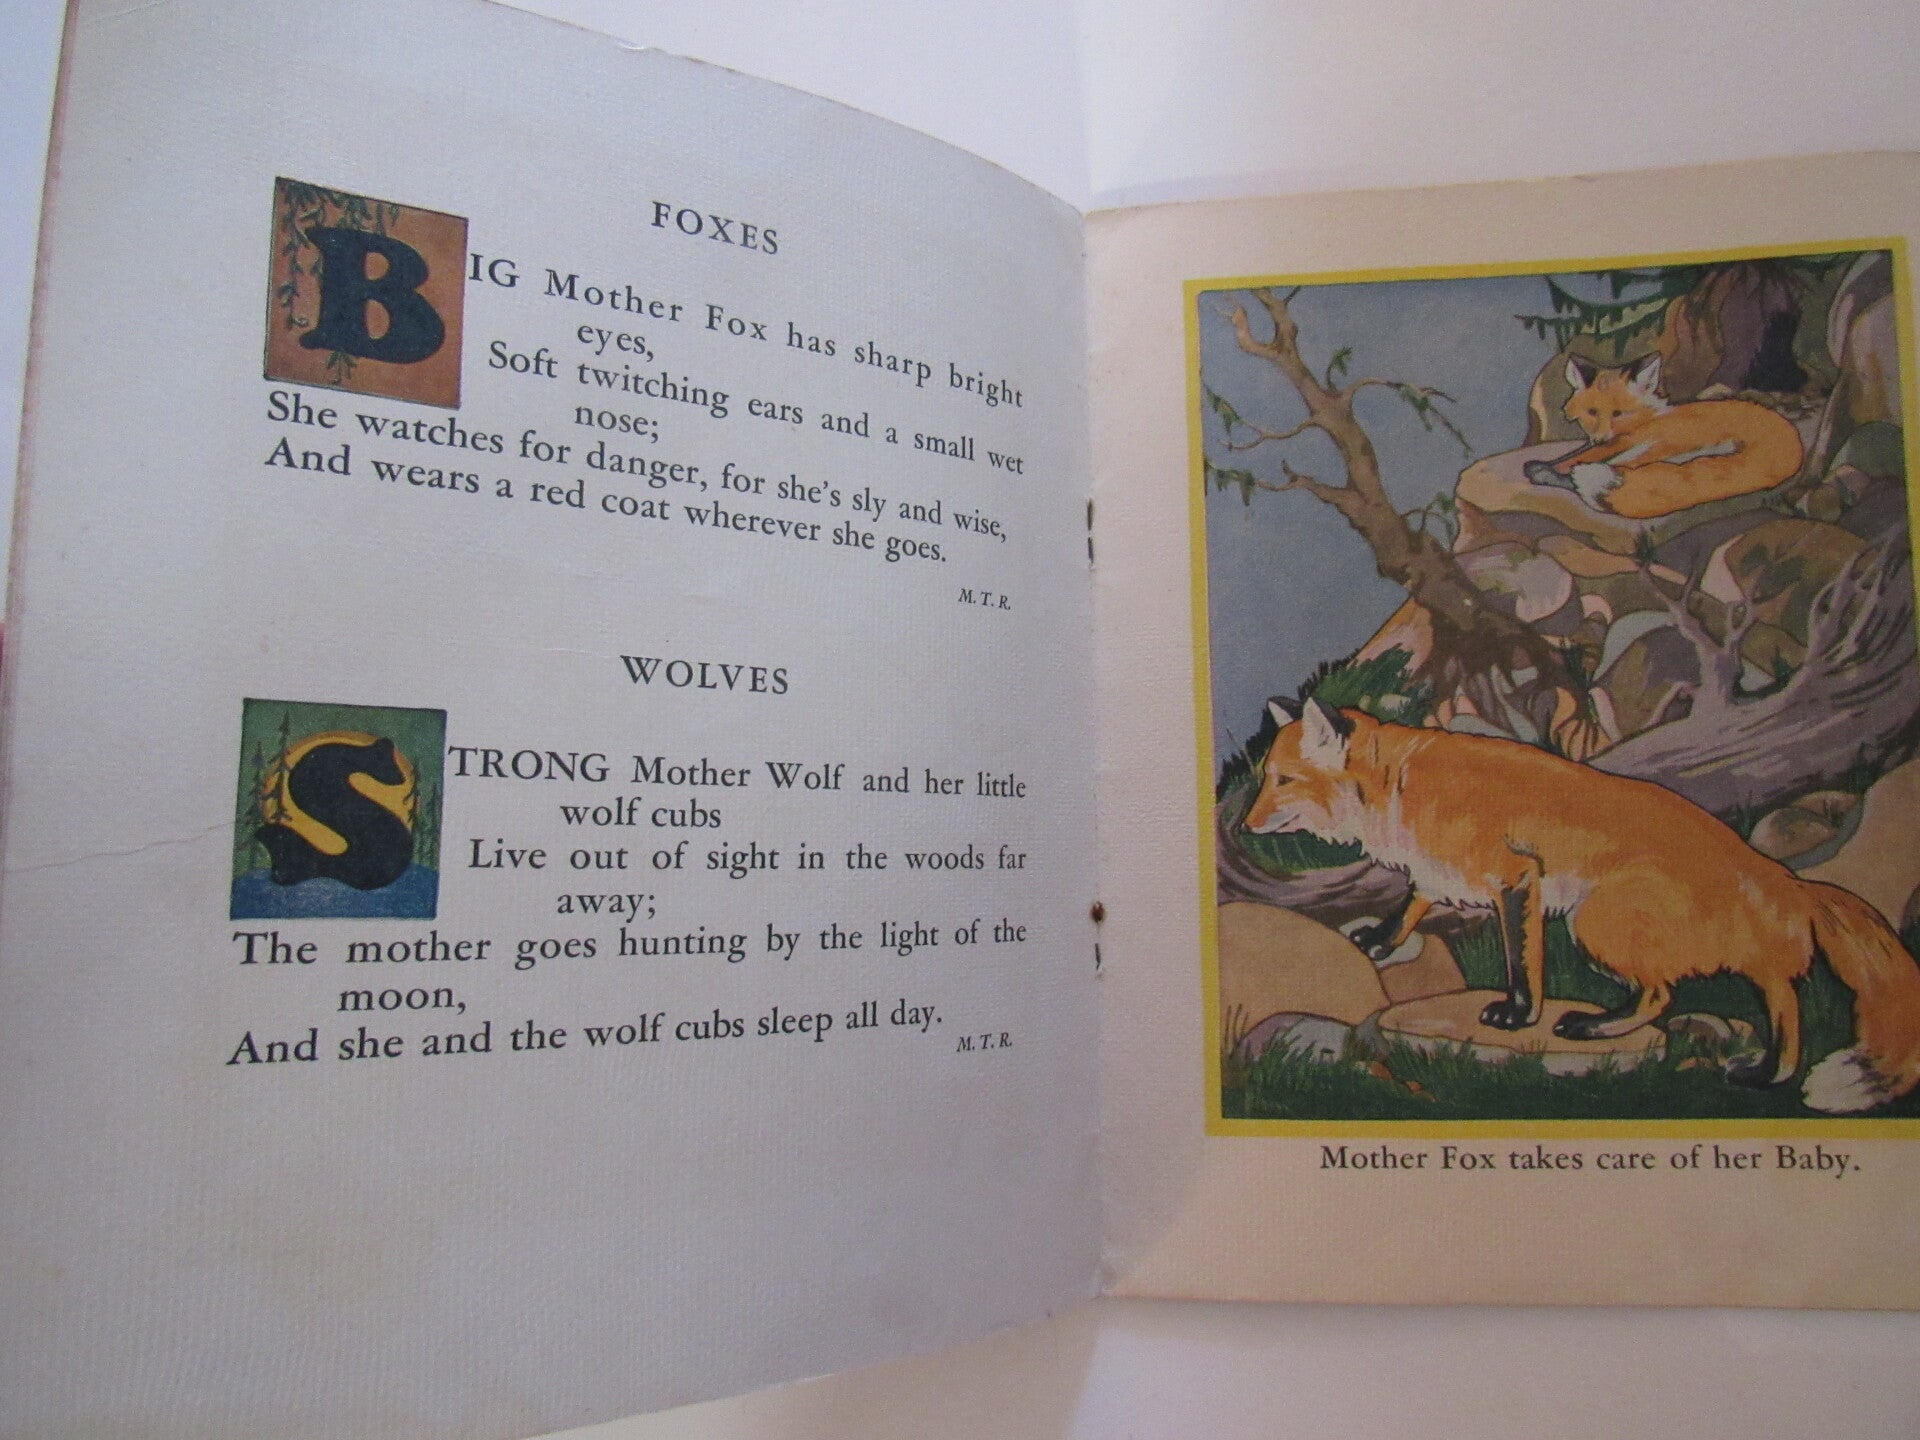 FOXES
BIG Mother Fox has sharp bright
eyes,
Soft twitching ears and a small wet
nose;
She watches for danger, for she's sly and wise,
And wears a red coat wherever she goes.
M. T. R.
WOLVES
STRONG Mother Wolf and her little
wolf cubs
Live out of sight in the woods far
away;
The mother goes hunting by the light of the
moon,
And she and the wolf cubs sleep all day.
M. T. R.
Mother Fox takes care of her Baby.